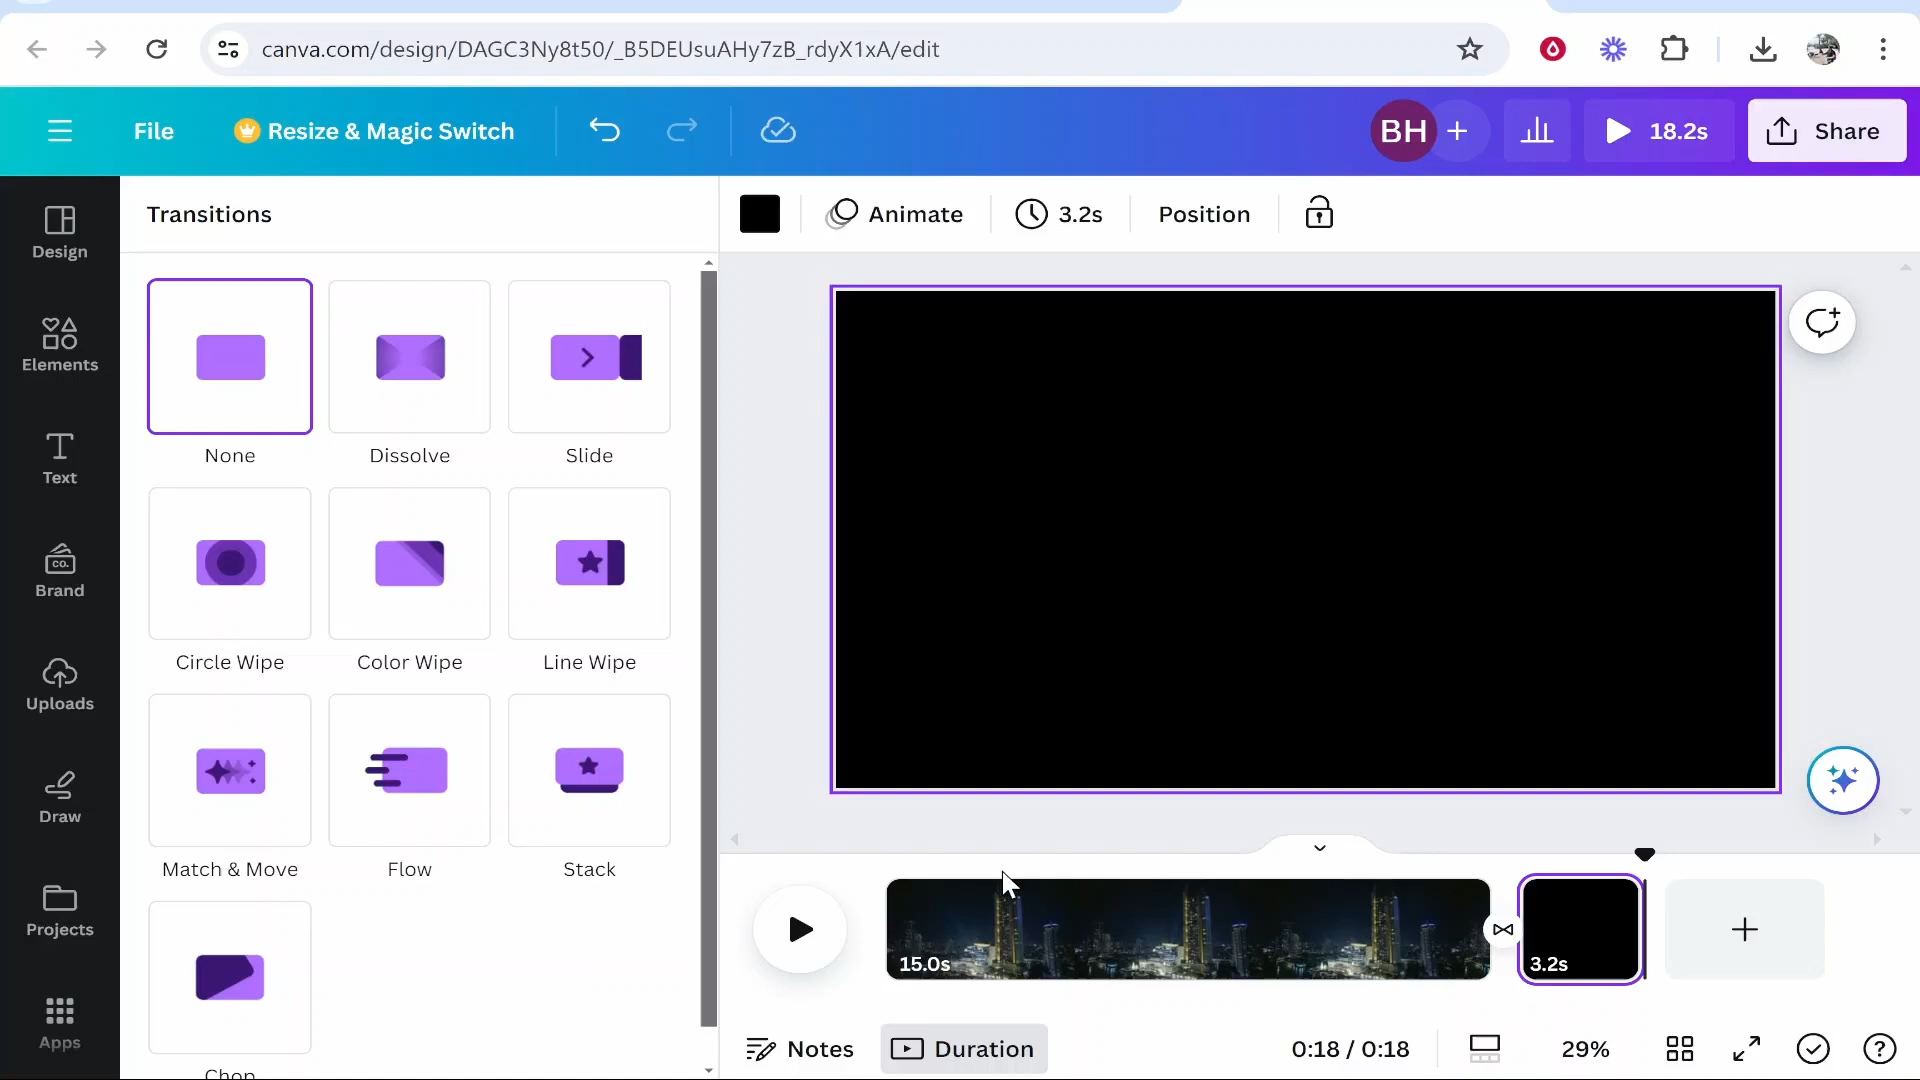 canva.com/design/DAGC3Ny8t50/_B5DEUsuAHy7zB_rdyX1xA/edit
File
Resize & Magic Switch
BH
18.2s
Share
Design
Elements
Text
co.
Brand
Uploads
Draw
Projects
Apps
Transitions
None
Dissolve
Slide
Circle Wipe
Color Wipe
Line Wipe
Match & Move
Flow
Stack
Chop
Animate
3.2s
Position
15.0s
3.2s
Notes
Duration
0:18 / 0:18
29%